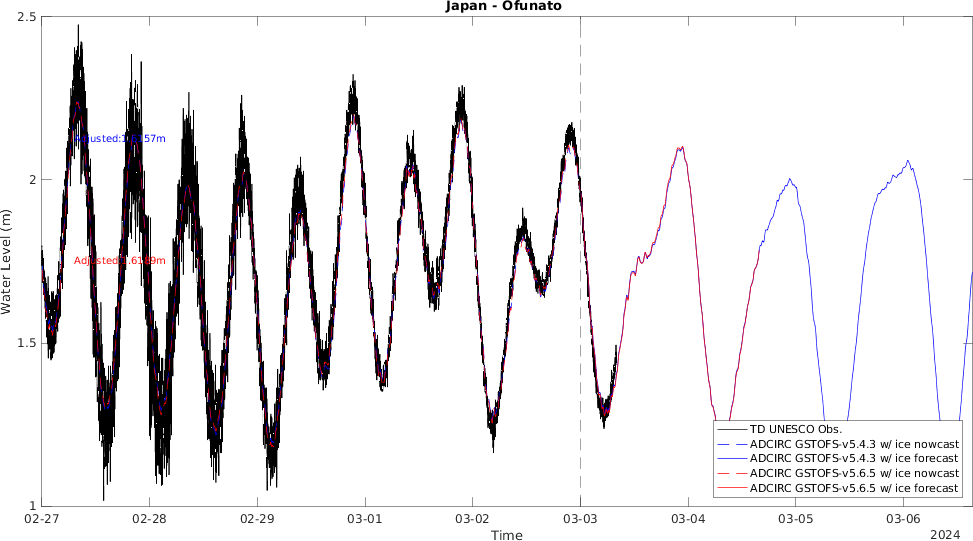 Japan - Ofunato
Water Level (m)
2.5
2
1.5
1
02-27
02-28
02-29
03-01
03-02
03-03
03-04
03-05
03-06
Time
2024
TD UNESCO Obs.
ADCIRC GSTOFS-v5.4.3 w/ ice nowcast
ADCIRC GSTOFS-v5.4.3 w/ ice forecast
ADCIRC GSTOFS-v5.6.5 w/ ice nowcast
ADCIRC GSTOFS-v5.6.5 w/ ice forecast